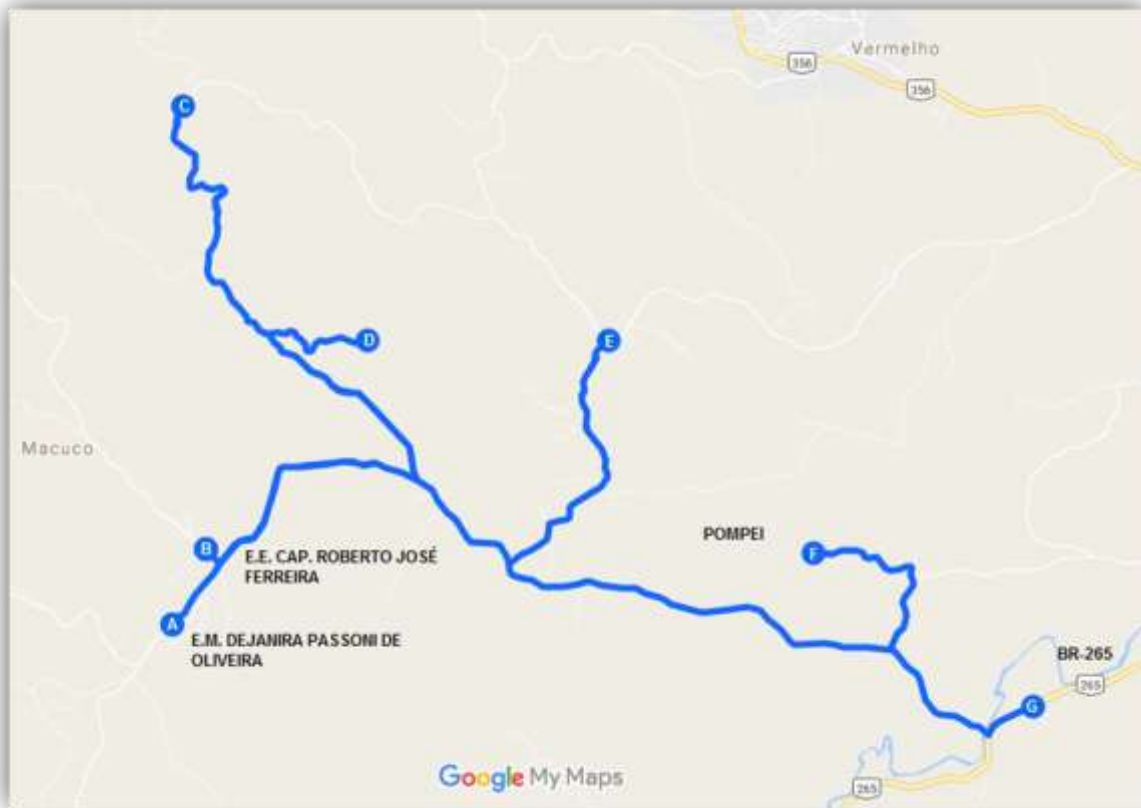 Vermelho
356
356
C
D
E
Macuco
B
E.E. CAP. ROBERTO JOSÉ
FERREIRA
POMPEI
F
A
E.M. DEJANIRA PASSONI DE
OLIVEIRA
BR-265
265
G
Google My Maps
265